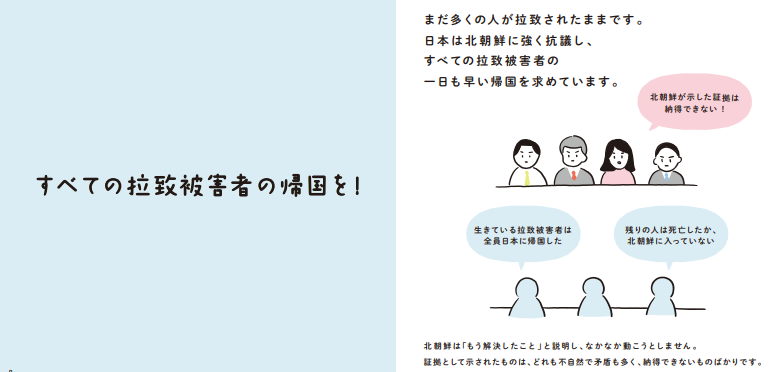 すべての拉致被害者の帰国を！
まだ多くの人が拉致されたままです。
日本は北朝鮮に強く抗議し、
すべての拉致被害者の
一日も早い帰国を求めています。
北朝鮮が示した証拠は
納得できない！
生きている拉致被害者は
全員日本に帰国した
残りの人は死亡したか、
北朝鮮に入っていない
北朝鮮は「もう解決したこと」と説明し、なかなか動こうとしません。
証拠として示されたものは、どれも不自然で矛盾も多く、納得できないものばかりです。